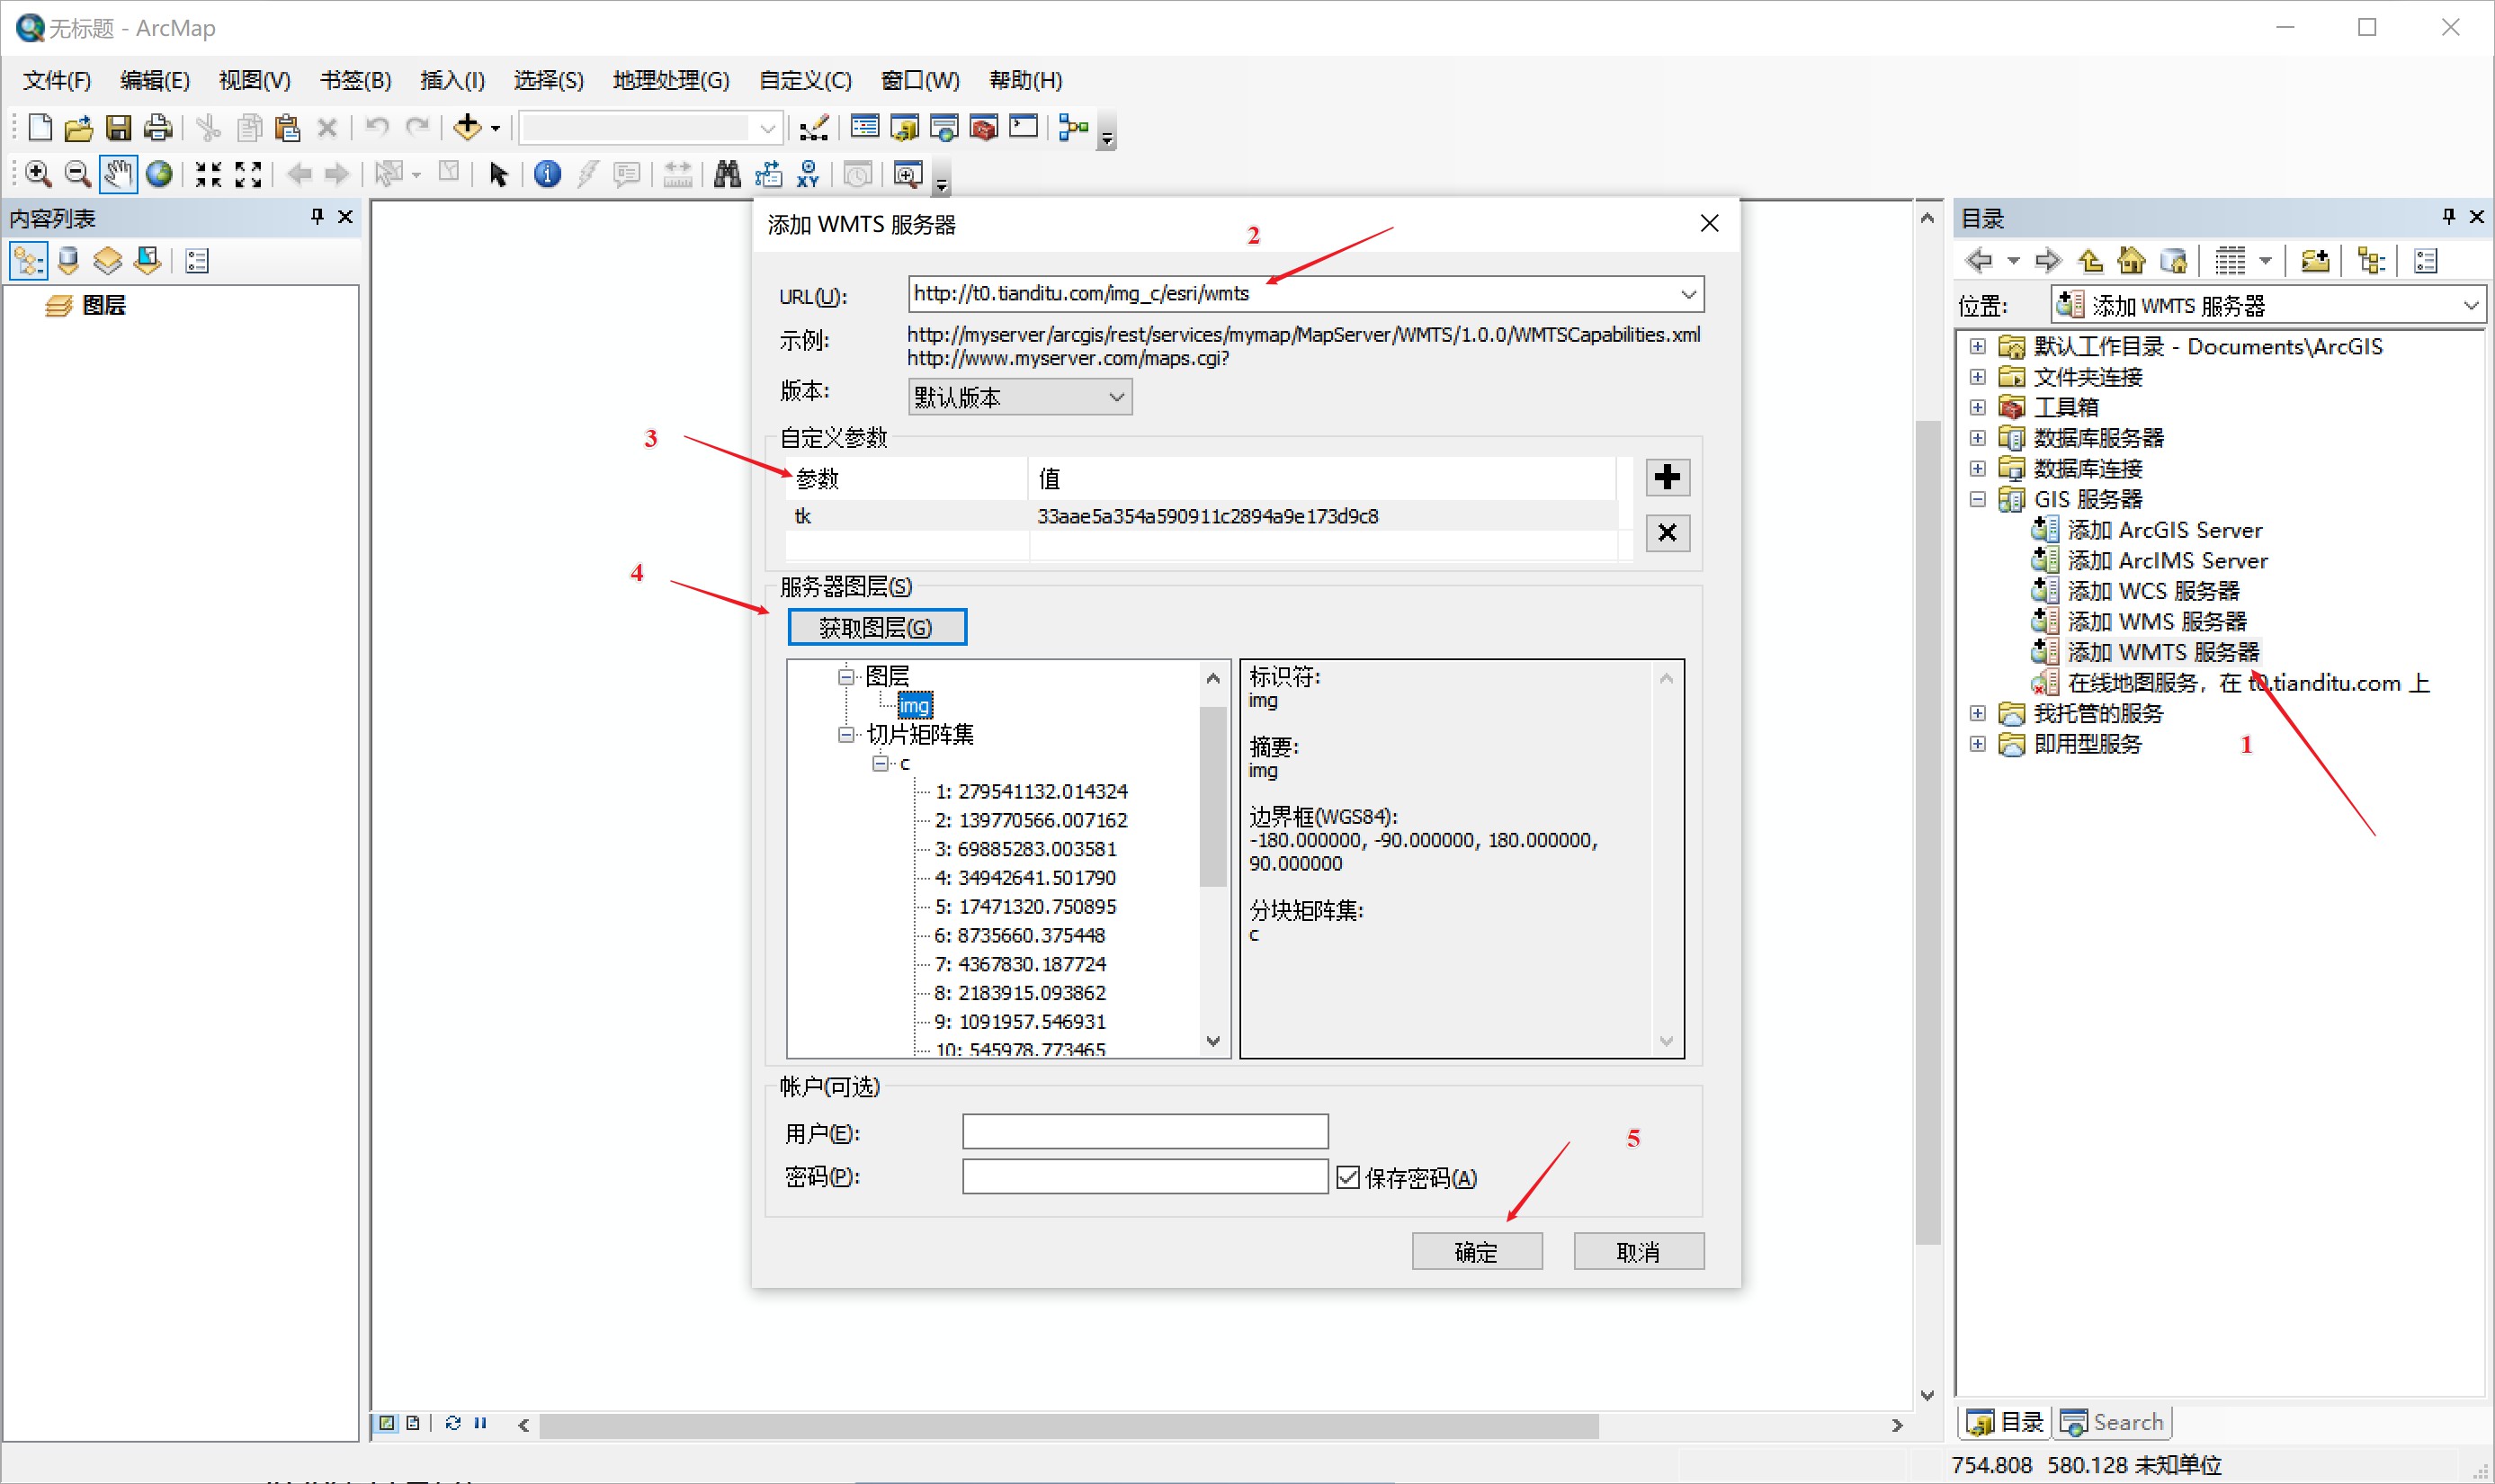 无标题 - ArcMap
文件(F) 编辑(E) 视图(V) 书签(B) 插入(I) 选择(S) 地理处理(G) 自定义(C) 窗口(W) 帮助(H)
XY
内容列表
图层
添加 WMTS 服务器
2
URL(U):
http://t0.tianditu.com/img_c/esri/wmts
示例:
http://myserver/arcgis/rest/services/mymap/MapServer/WMTS/1.0.0/WMTSCapabilities.xml
http://www.myserver.com/maps.cgi?
版本:
默认版本
自定义参数
3
参数 值
tk 33aae5a354a590911c2894a9e173d9c8
4
服务器图层(S)
获取图层(G)
图层
img
切片矩阵集
c
1: 279541132.014324
2: 139770566.007162
3: 69885283.003581
4: 34942641.501790
5: 17471320.750895
6: 8735660.375448
7: 4367830.187724
8: 2183915.093862
9: 1091957.546931
10: 545978.773465
标识符:
img
摘要:
img
边界框(WGS84):
-180.000000, -90.000000, 180.000000,
90.000000
分块矩阵集:
c
帐户(可选)
用户(E):
密码(P):
保存密码(A)
5
确定 取消
目录
位置: 添加 WMTS 服务器
默认工作目录 - Documents\ArcGIS
文件夹连接
工具箱
数据库服务器
数据库连接
GIS 服务器
添加 ArcGIS Server
添加 ArcIMS Server
添加 WCS 服务器
添加 WMS 服务器
添加 WMTS 服务器
在线地图服务，在 t0.tianditu.com 上
我托管的服务
即用型服务
1
目录 Search
754.808 580.128 未知单位